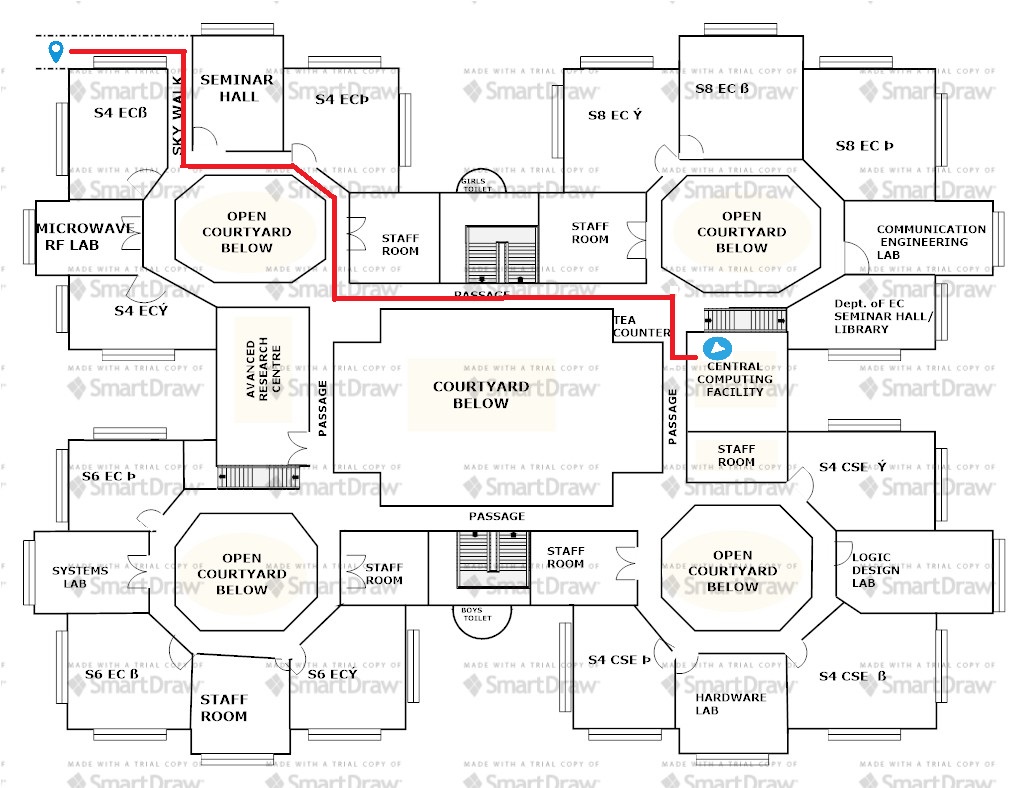 MADE WITH A TRIAL COPY OF
SmartDraw
SEMINAR
HALL
S4 ECß
SKY WALK
S4 ECÞ
S8 EC Ý
S8 EC ß
S8 EC Þ
GIRLS
TOILET
MICROWAVE
RF LAB
OPEN
COURTYARD
BELOW
STAFF
ROOM
STAFF
ROOM
OPEN
COURTYARD
BELOW
COMMUNICATION
ENGINEERING
LAB
S4 ECÝ
PASSAGE
TEA
COUNTER
Dept. of EC
SEMINAR HALL/
LIBRARY
AVANCED
RESEARCH
CENTRE
PASSAGE
COURTYARD
BELOW
PASSAGE
CENTRAL
COMPUTING
FACILITY
STAFF
ROOM
S6 EC Þ
S4 CSE Ý
PASSAGE
SYSTEMS
LAB
OPEN
COURTYARD
BELOW
STAFF
ROOM
STAFF
ROOM
OPEN
COURTYARD
BELOW
LOGIC
DESIGN
LAB
BOYS
TOILET
S6 EC ß
STAFF
ROOM
S6 ECÝ
S4 CSE Þ
HARDWARE
LAB
S4 CSE ß